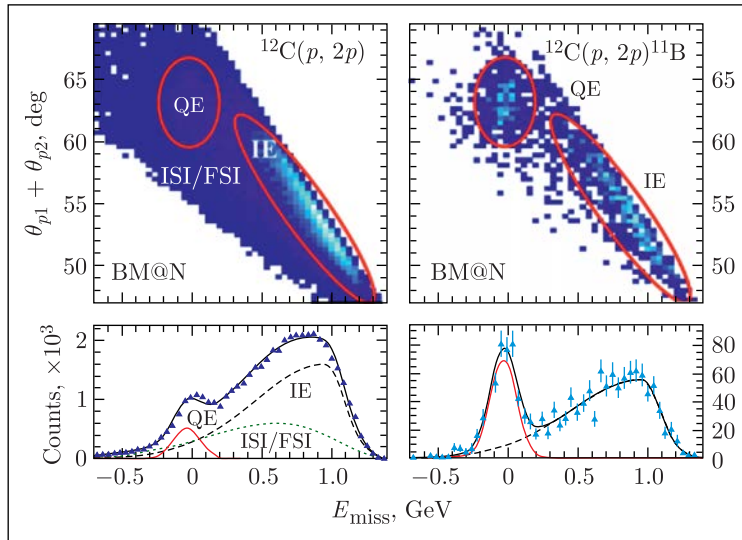 ¹²C(p, 2p)
QE
IE
ISI/FSI
BM@N
65
60
55
50
θp1 + θp2, deg
¹²C(p, 2p)¹¹B
QE
IE
BM@N
65
60
55
50
Counts, ×10³
2
1
0
QE
IE
ISI/FSI
80
60
40
20
0
−0.5 0 0.5 1.0
−0.5 0 0.5 1.0
Emiss, GeV